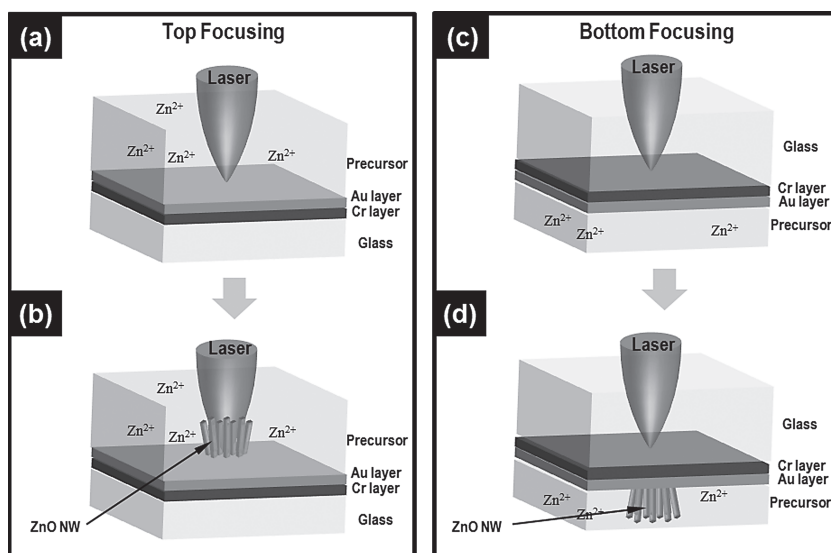 (a)
Top Focusing
Laser
Zn2+
Zn2+
Zn2+
Zn2+
Precursor
Au layer
Cr layer
Glass
(b)
Laser
Zn2+
Zn2+
Zn2+
Zn2+
Precursor
Au layer
Cr layer
Glass
ZnO NW
(c)
Bottom Focusing
Laser
Glass
Cr layer
Au layer
Precursor
Zn2+
Zn2+
Zn2+
(d)
Laser
Glass
Cr layer
Au layer
Precursor
Zn2+
Zn2+
Zn2+
ZnO NW